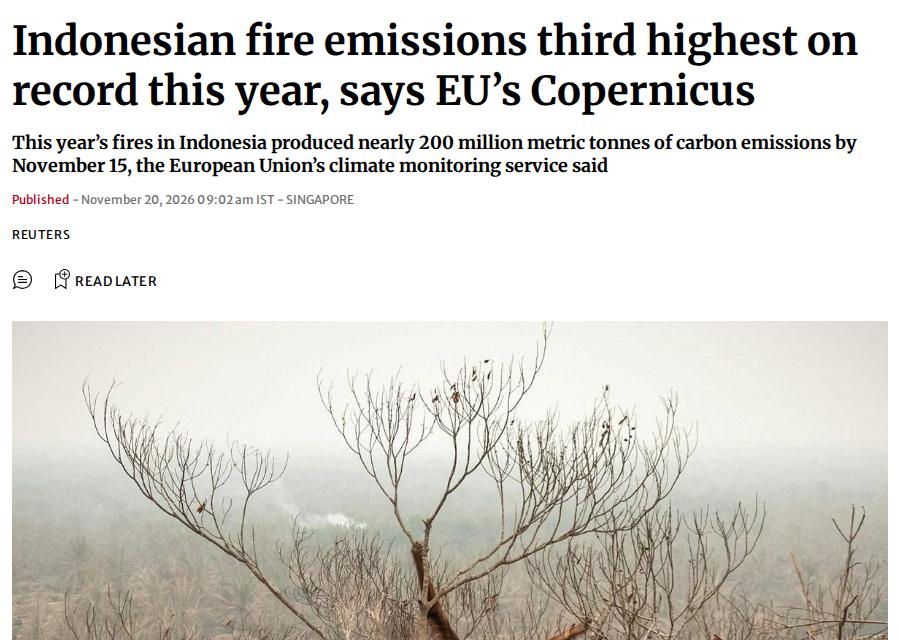 Indonesian fire emissions third highest on
record this year, says EU’s Copernicus
This year’s fires in Indonesia produced nearly 200 million metric tonnes of carbon emissions by
November 15, the European Union’s climate monitoring service said
Published - November 20, 2026 09:02 am IST - SINGAPORE
REUTERS
READ LATER